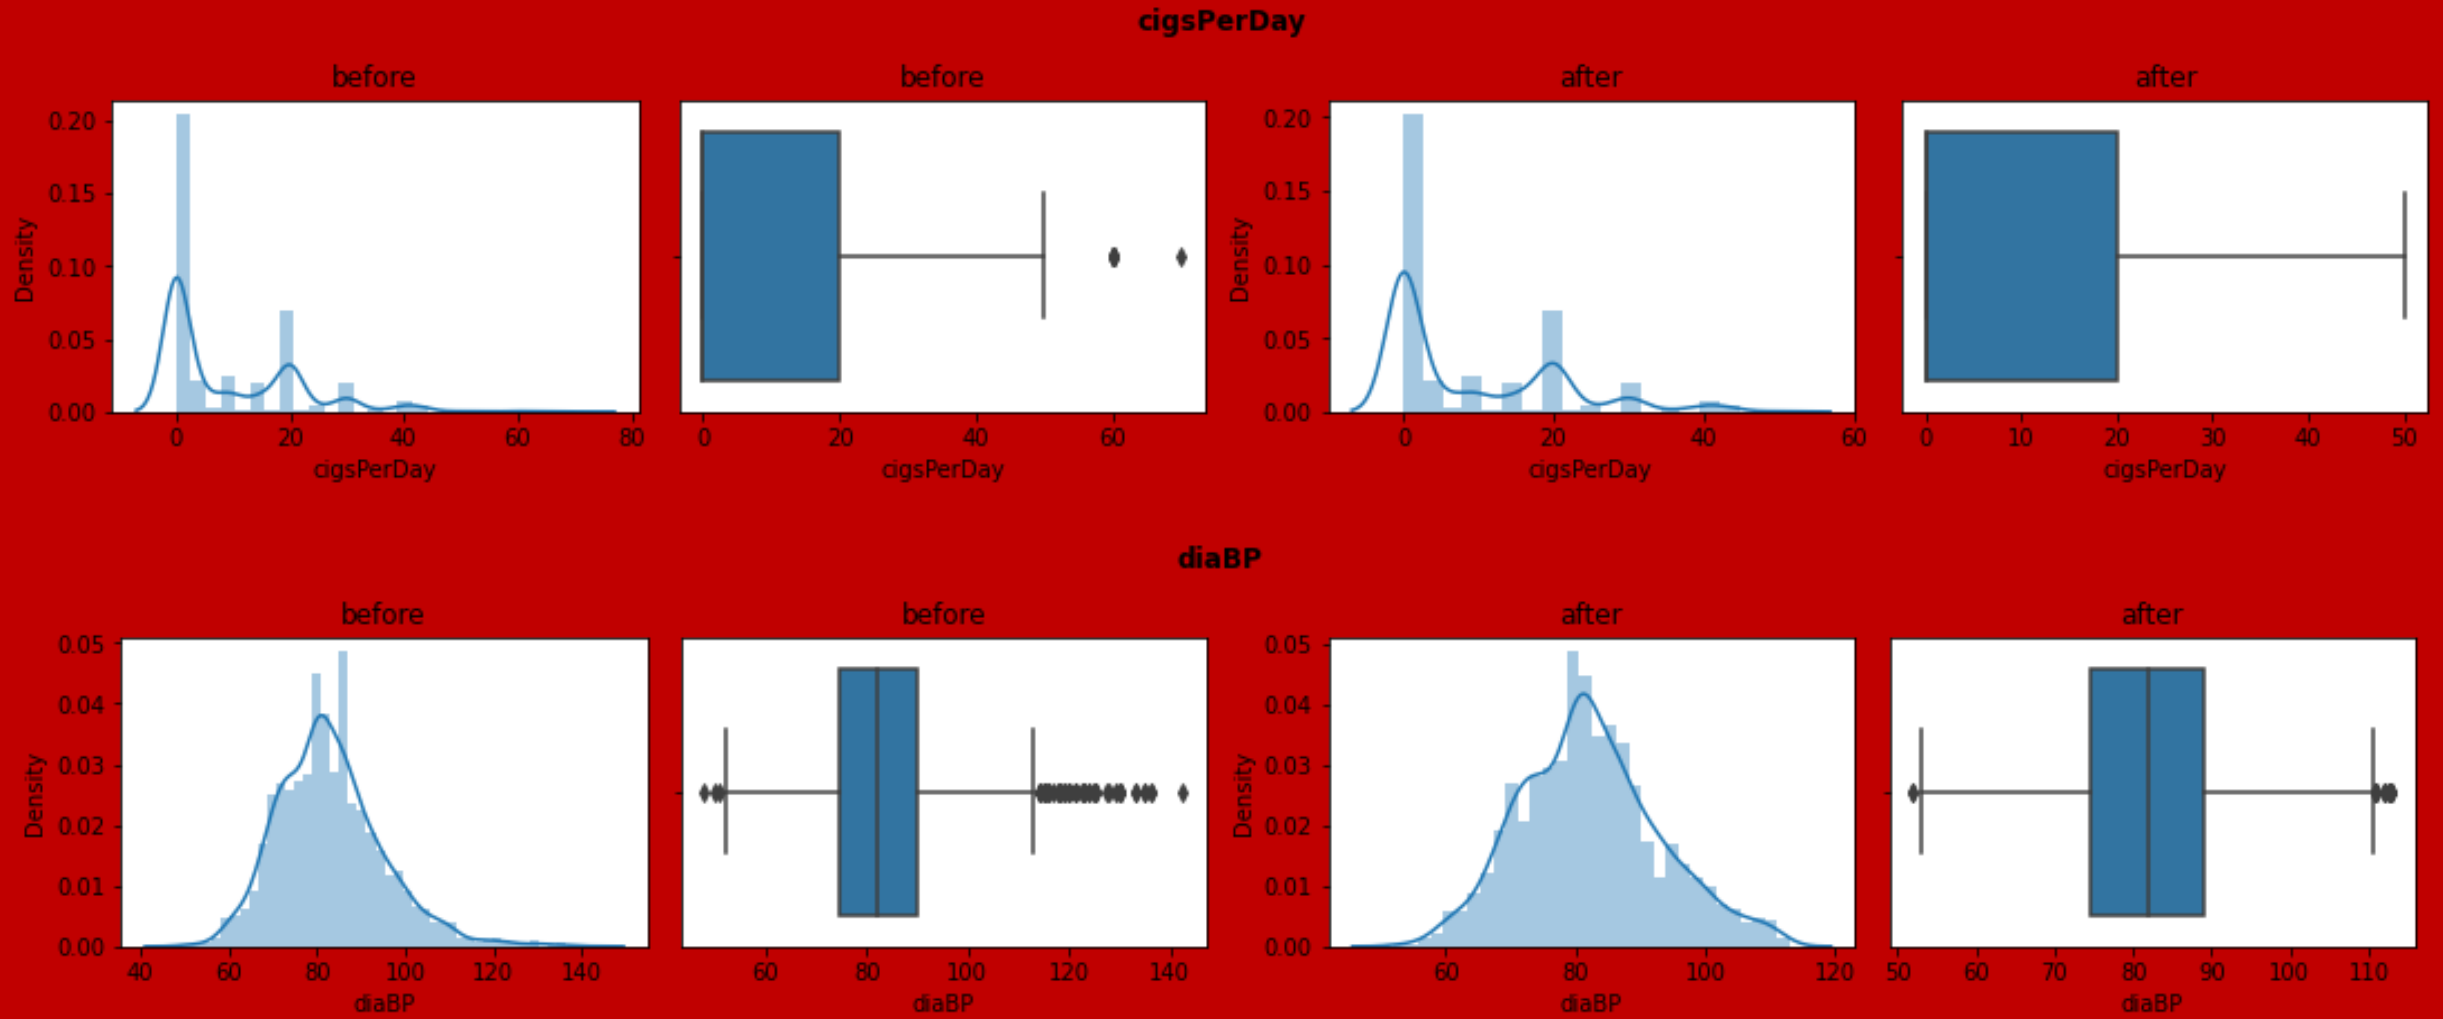 cigsPerDay
before before after after
0.20 0.20
0.15 0.15
0.10 0.10
0.05 0.05
0.00 0.00
Density Density
0 20 40 60 80 0 20 40 60 0 20 40 60 0 10 20 30 40 50
cigsPerDay cigsPerDay cigsPerDay cigsPerDay
diaBP
before before after after
0.05 0.05
0.04 0.04
0.03 0.03
0.02 0.02
0.01 0.01
0.00 0.00
Density Density
40 60 80 100 120 140 60 80 100 120 140 60 80 100 120 50 60 70 80 90 100 110
diaBP diaBP diaBP diaBP